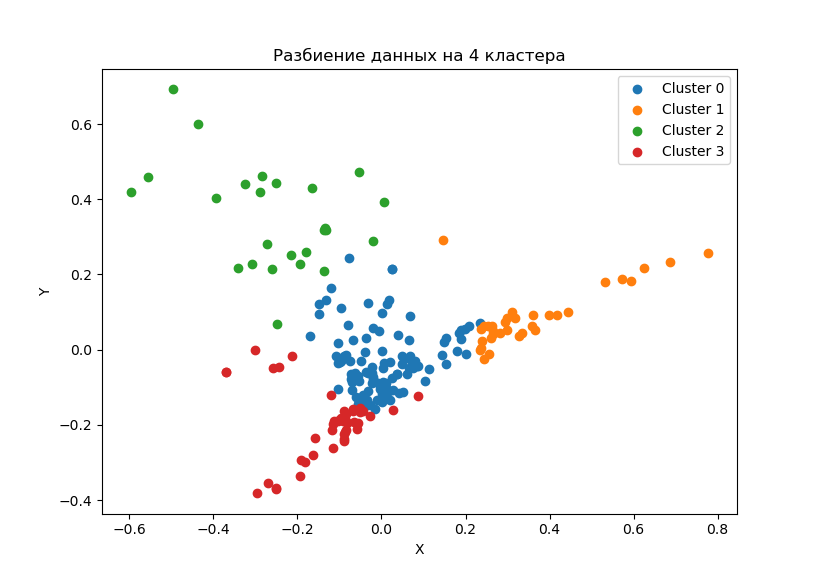 Разбиение данных на 4 кластера
Cluster 0
Cluster 1
Cluster 2
Cluster 3
Y
0.6
0.4
0.2
0.0
−0.2
−0.4
−0.6
−0.4
−0.2
0.0
0.2
0.4
0.6
0.8
X